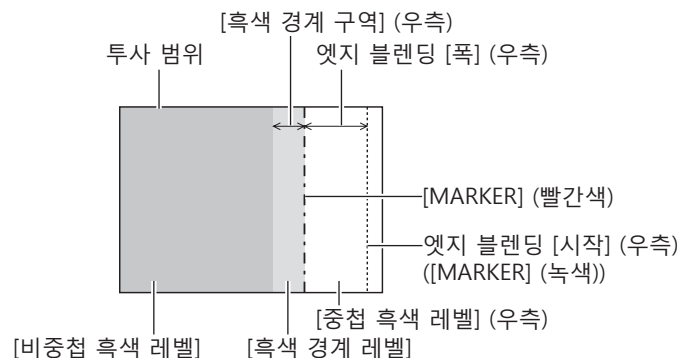 [흑색 경계 구역] (우측)
투사 범위
엣지 블렌딩 [폭] (우측)
[MARKER] (빨간색)
엣지 블렌딩 [시작] (우측)
([MARKER] (녹색))
[중첩 흑색 레벨] (우측)
[비중첩 흑색 레벨]
[흑색 경계 레벨]